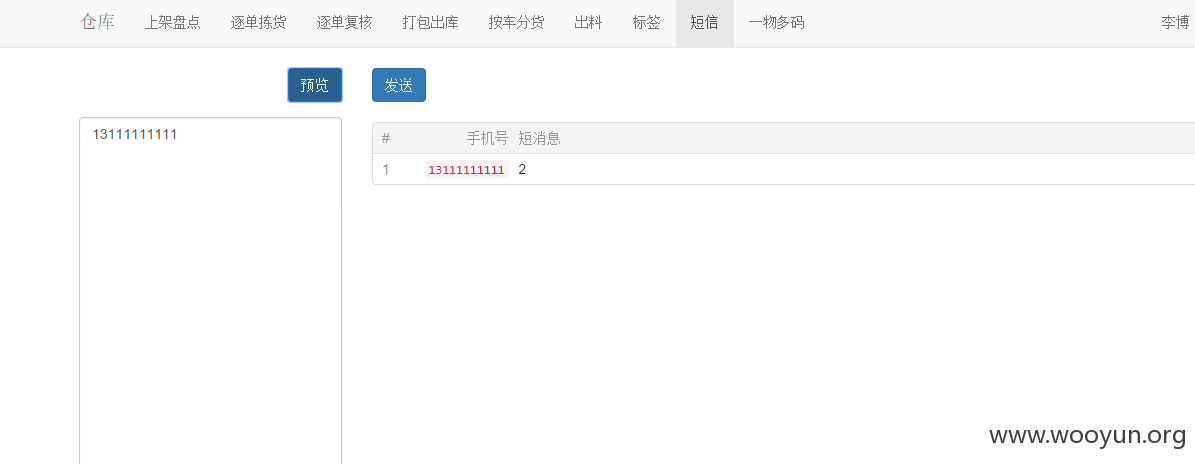 仓库 上架盘点 逐单拣货 逐单复核 打包出库 按车分货 出料 标签 短信 一物多码 李博
预览 发送
13111111111
# 手机号 短消息
1 13111111111 2
www.wooyun.org